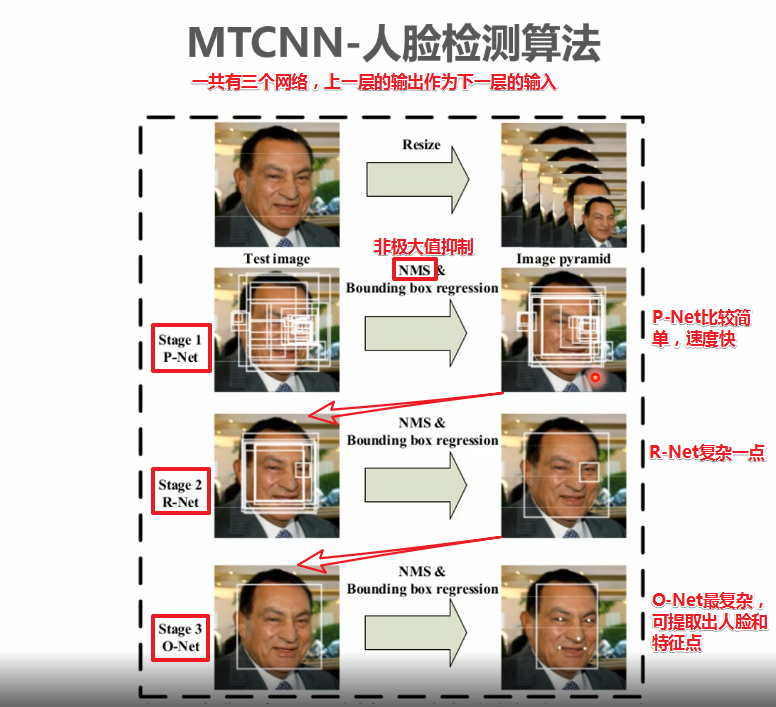 MTCNN-人脸检测算法
一共有三个网络，上一层的输出作为下一层的输入
Resize
Test image
Image pyramid
非极大值抑制
NMS &
Bounding box regression
Stage 1
P-Net
P-Net比较简
单，速度快
NMS &
Bounding box regression
Stage 2
R-Net
R-Net复杂一点
NMS &
Bounding box regression
Stage 3
O-Net
O-Net最复杂，
可提取出人脸和
特征点